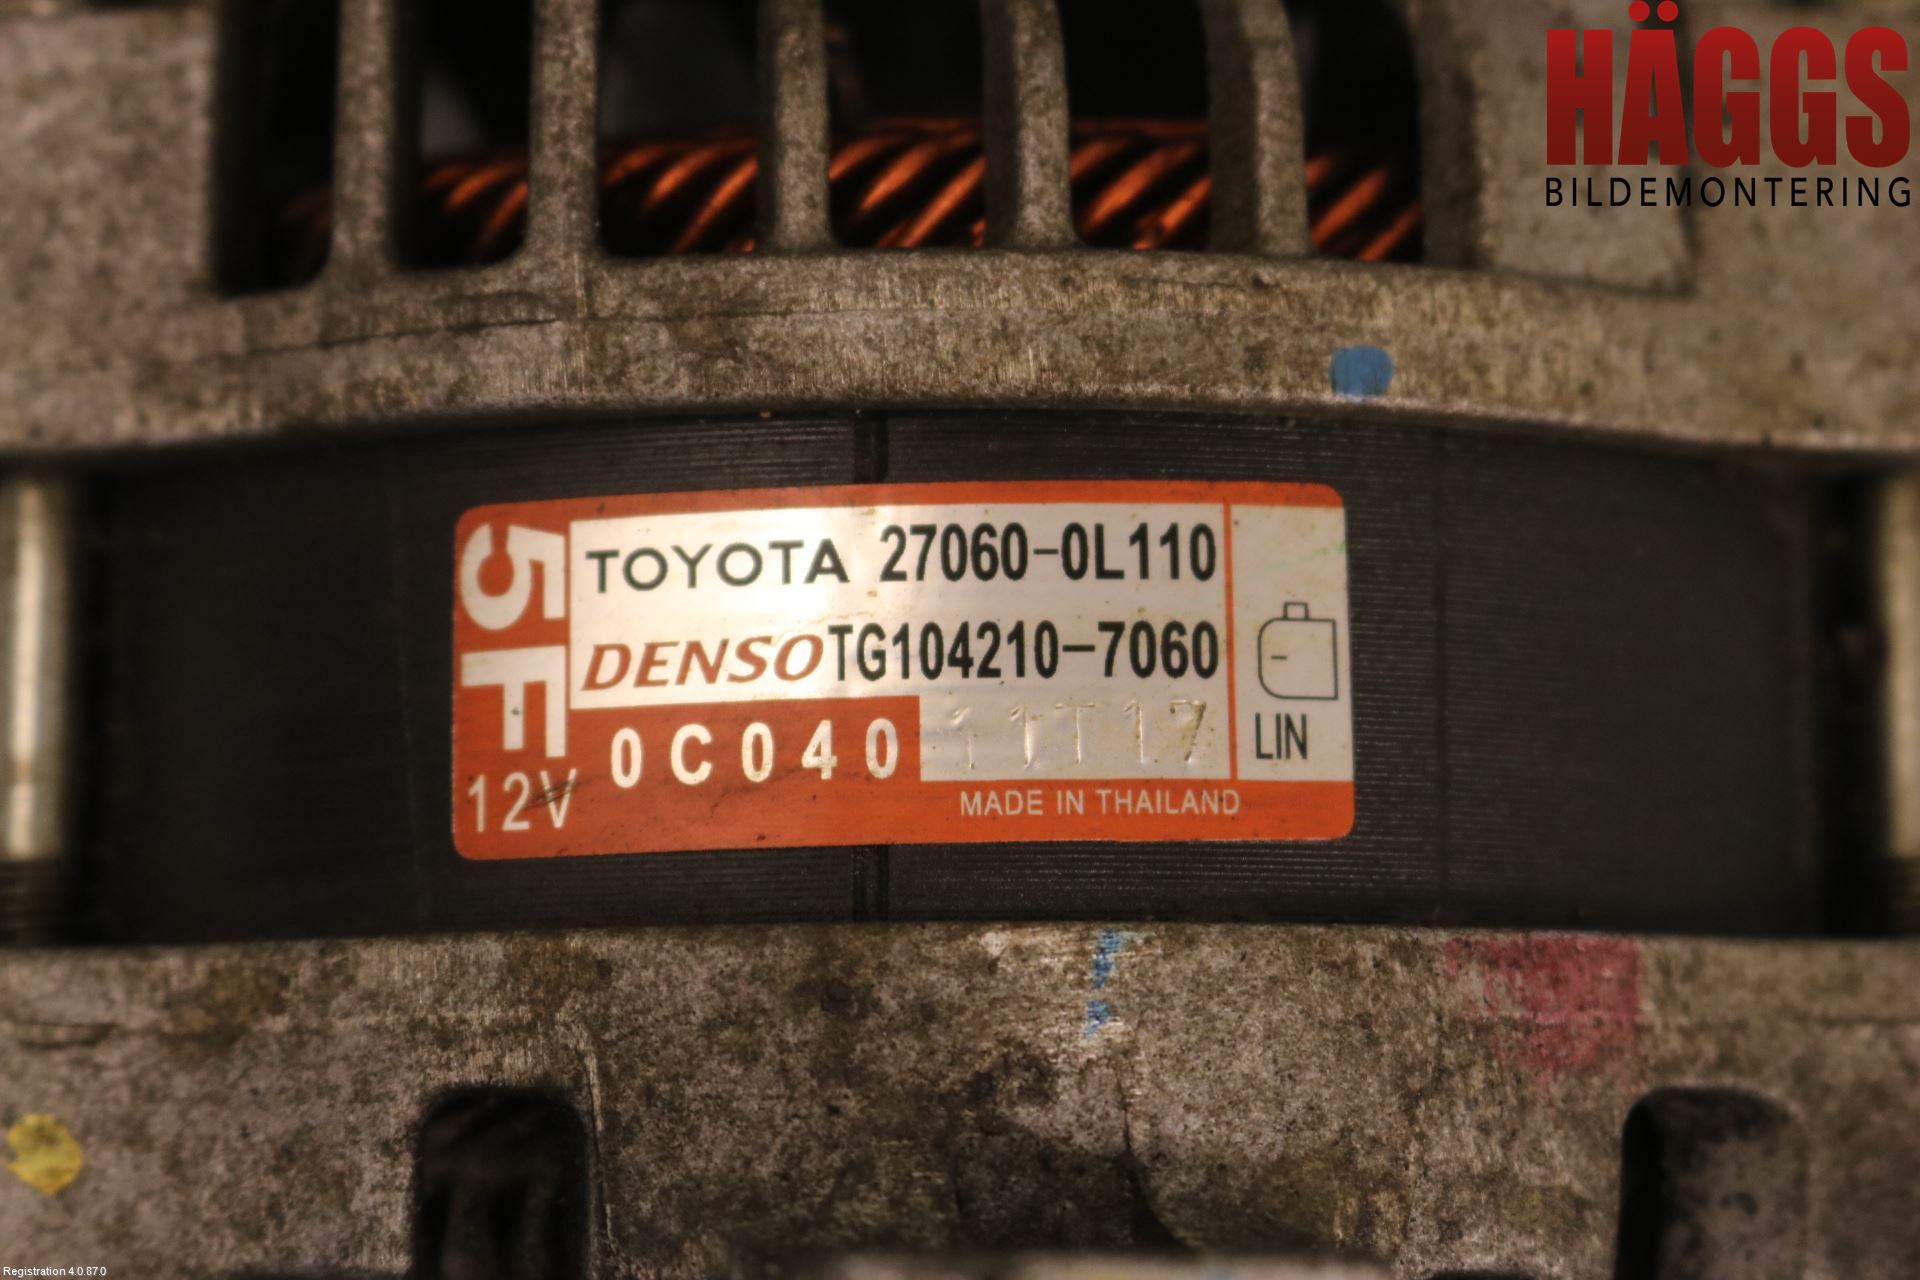 HÄGGS
BILDEMONTERING
5F
TOYOTA 27060-0L110
DENSO TG104210-7060
0C040 11T17
12V
LIN
MADE IN THAILAND
Registration 4.0.87.0